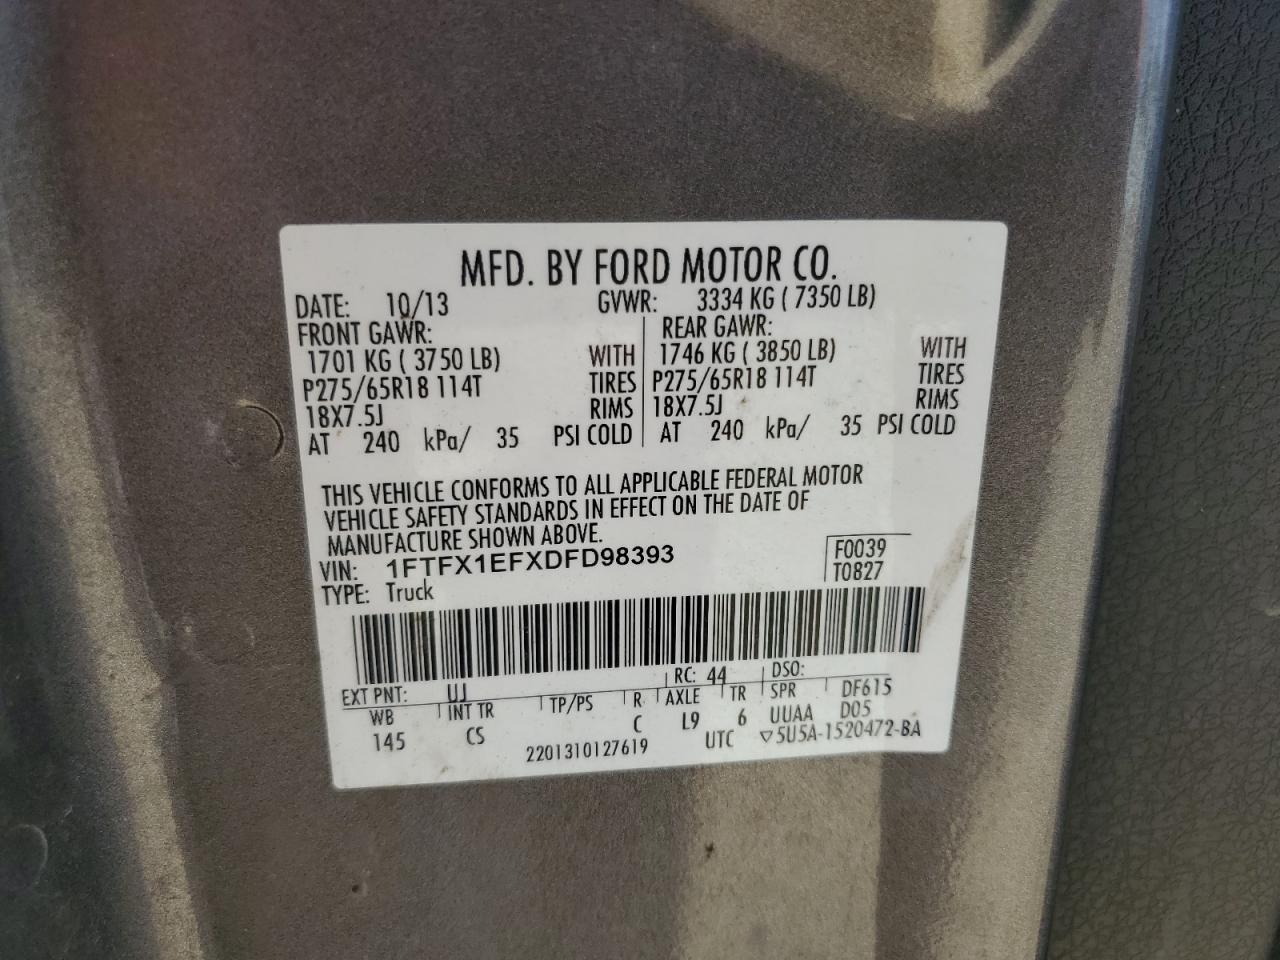 MFD. BY FORD MOTOR CO.
DATE: 10/13 GVWR: 3334 KG ( 7350 LB)
FRONT GAWR: REAR GAWR:
1701 KG ( 3750 LB) WITH 1746 KG ( 3850 LB) WITH
P275/65R18 114T TIRES P275/65R18 114T TIRES
18X7.5J RIMS 18X7.5J RIMS
AT 240 kPa/ 35 PSI COLD AT 240 kPa/ 35 PSI COLD
THIS VEHICLE CONFORMS TO ALL APPLICABLE FEDERAL MOTOR
VEHICLE SAFETY STANDARDS IN EFFECT ON THE DATE OF
MANUFACTURE SHOWN ABOVE.
VIN: 1FTFX1EFXDFD98393 F0039
TYPE: Truck T0827
EXT PNT: UJ RC: 44 DSO:
WB INT TR TP/PS R AXLE TR SPR DF615
145 CS C L9 6 UUAA D05
2201310127619 UTC ▽5U5A-1520472-BA